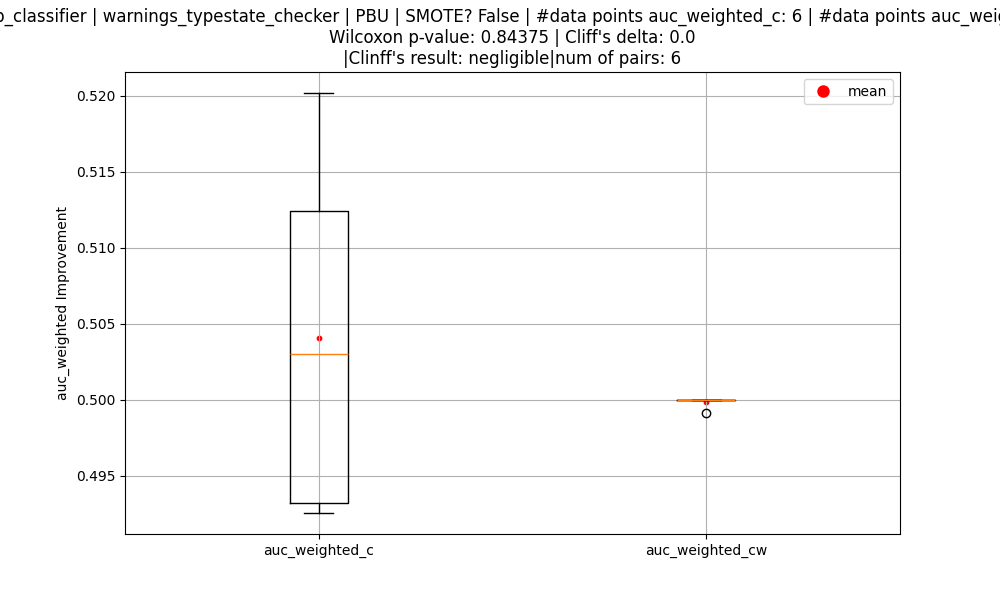 _classifier | warnings_typestate_checker | PBU | SMOTE? False | #data points auc_weighted_c: 6 | #data points
Wilcoxon p-value: 0.84375 | Cliff's delta: 0.0
|Clinff's result: negligible|num of pairs: 6
mean
0.520
0.515
0.510
0.505
0.500
0.495
auc_weighted Improvement
auc_weighted_c
auc_weighted_cw